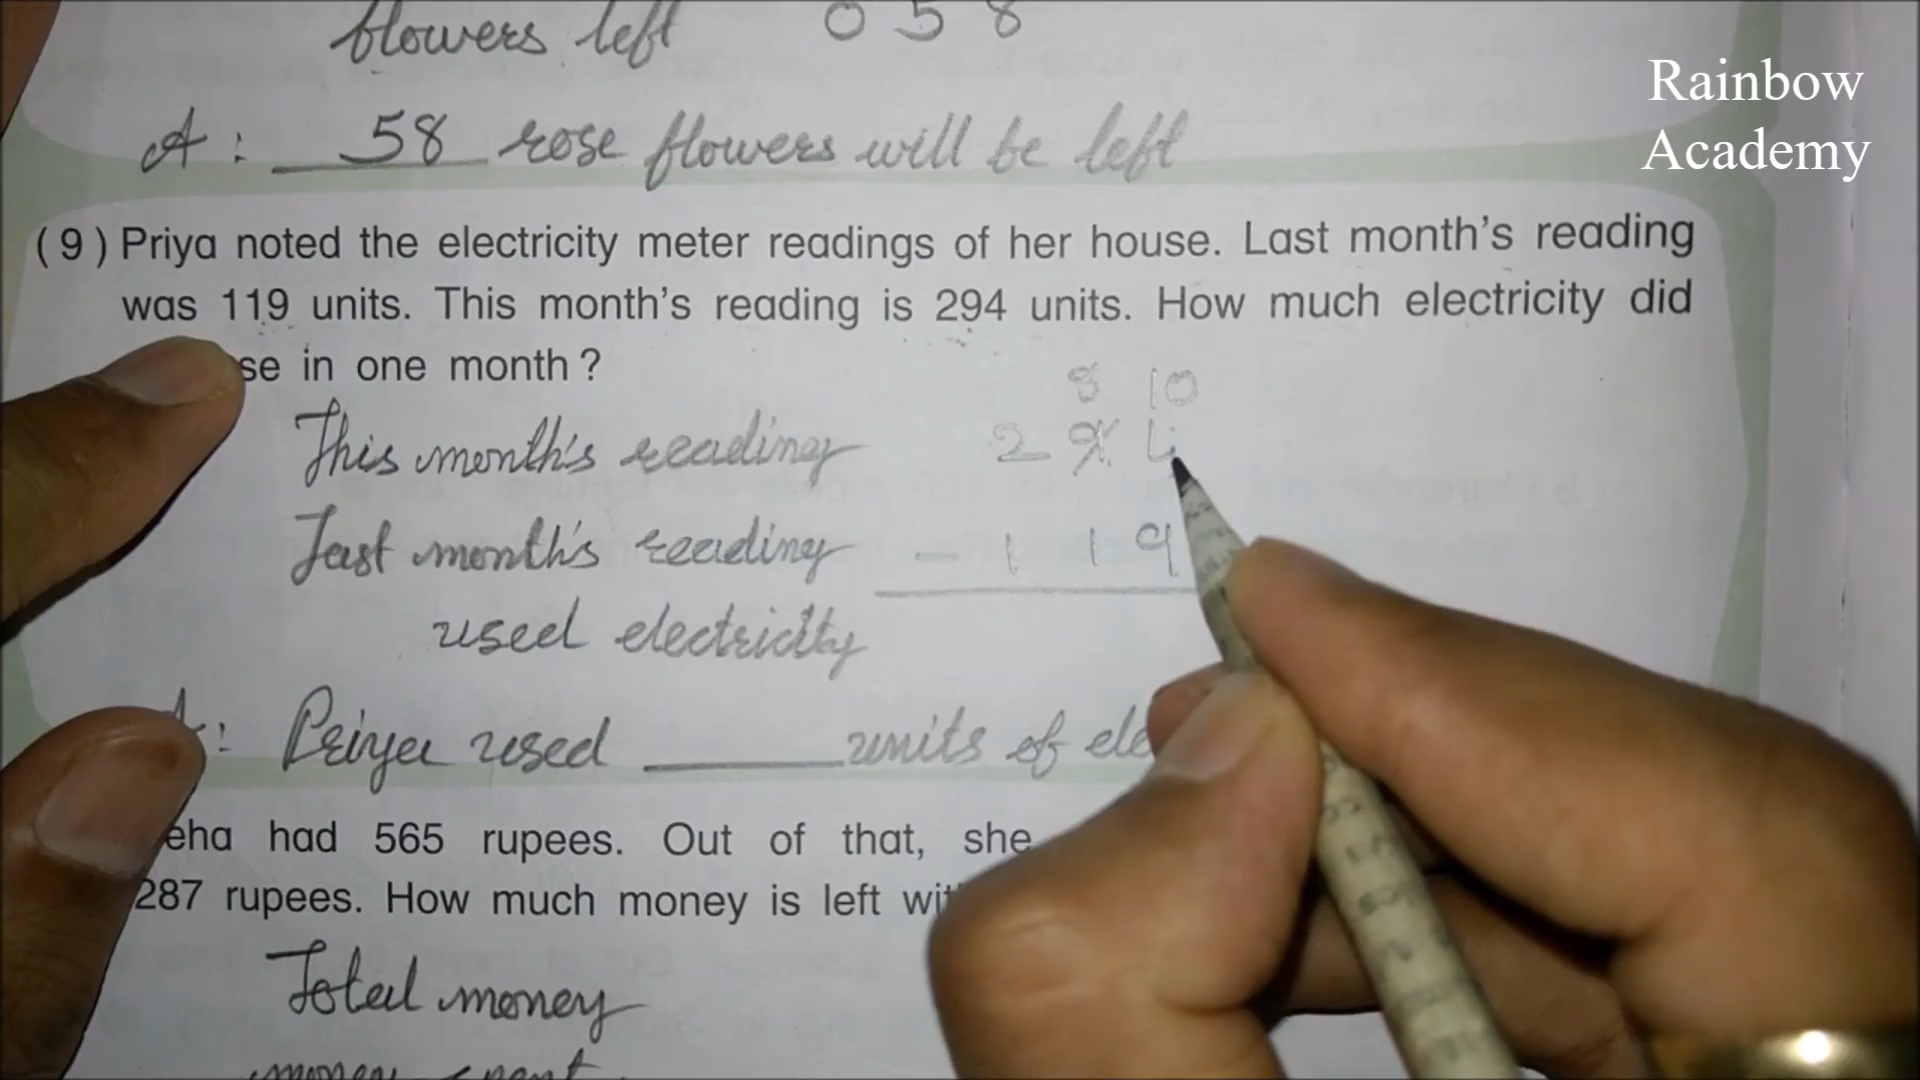 flowers left 0 5 8
Rainbow
Academy
A: 58 rose flowers will be left
(9) Priya noted the electricity meter readings of her house. Last month's reading
was 119 units. This month's reading is 294 units. How much electricity did
se in one month?
8 10
This month's reading 2 9 4
Last month's reading - 1 1 9
used electricity
A: Priya used ______ units of ele
eha had 565 rupees. Out of that, she
287 rupees. How much money is left wit
Total money
money spent